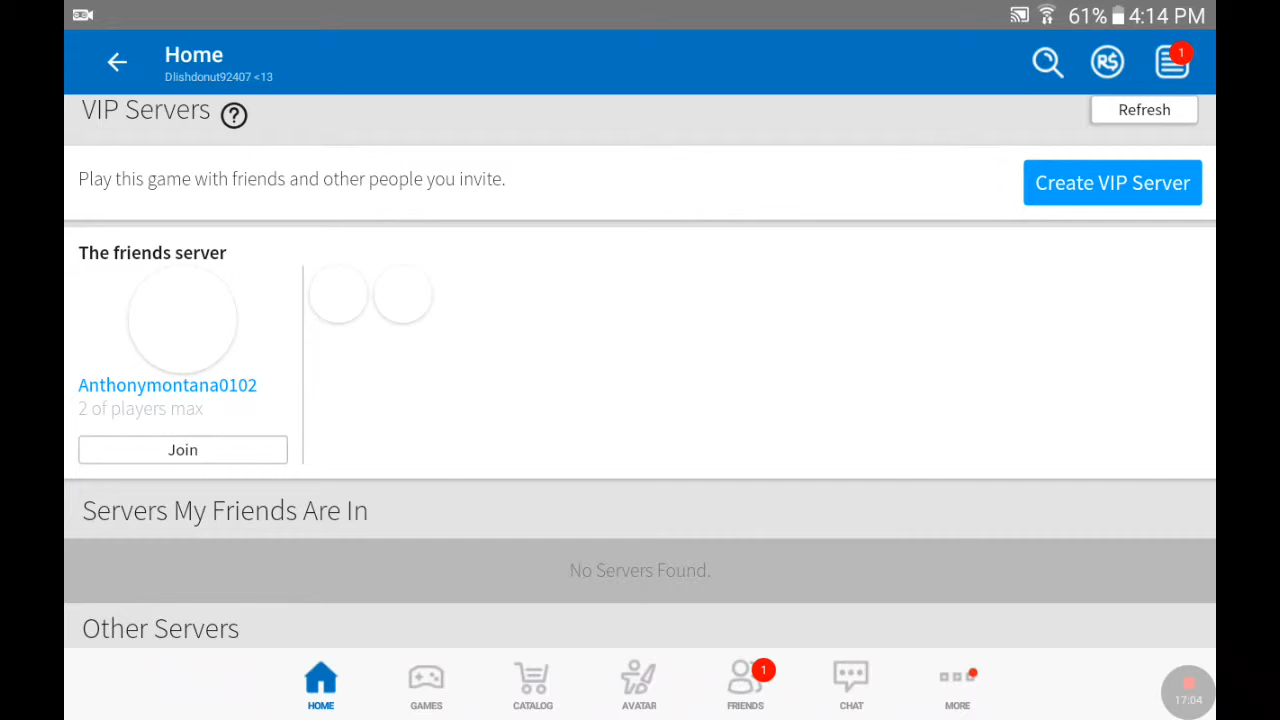 61% 4:14 PM
Home
Dlishdonut92407 <13
R$
1
VIP Servers ?
Refresh
Play this game with friends and other people you invite.
Create VIP Server
The friends server
Anthonymontana0102
2 of players max
Join
Servers My Friends Are In
No Servers Found.
Other Servers
1
HOME GAMES CATALOG AVATAR FRIENDS CHAT MORE
17:04